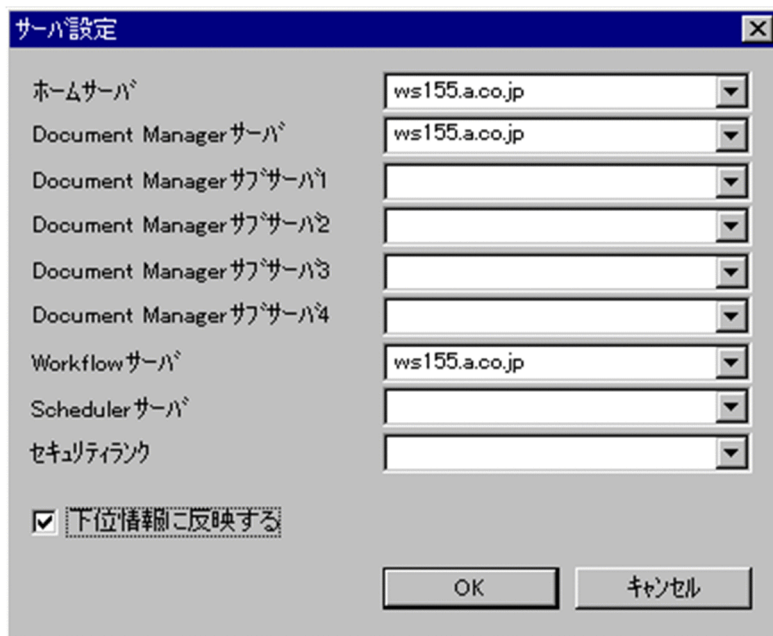 サーバ設定
ホームサーバ ws155.a.co.jp
Document Managerサーバ ws155.a.co.jp
Document Managerサブサーバ1
Document Managerサブサーバ2
Document Managerサブサーバ3
Document Managerサブサーバ4
Workflowサーバ ws155.a.co.jp
Schedulerサーバ
セキュリティランク
下位情報に反映する
OK キャンセル